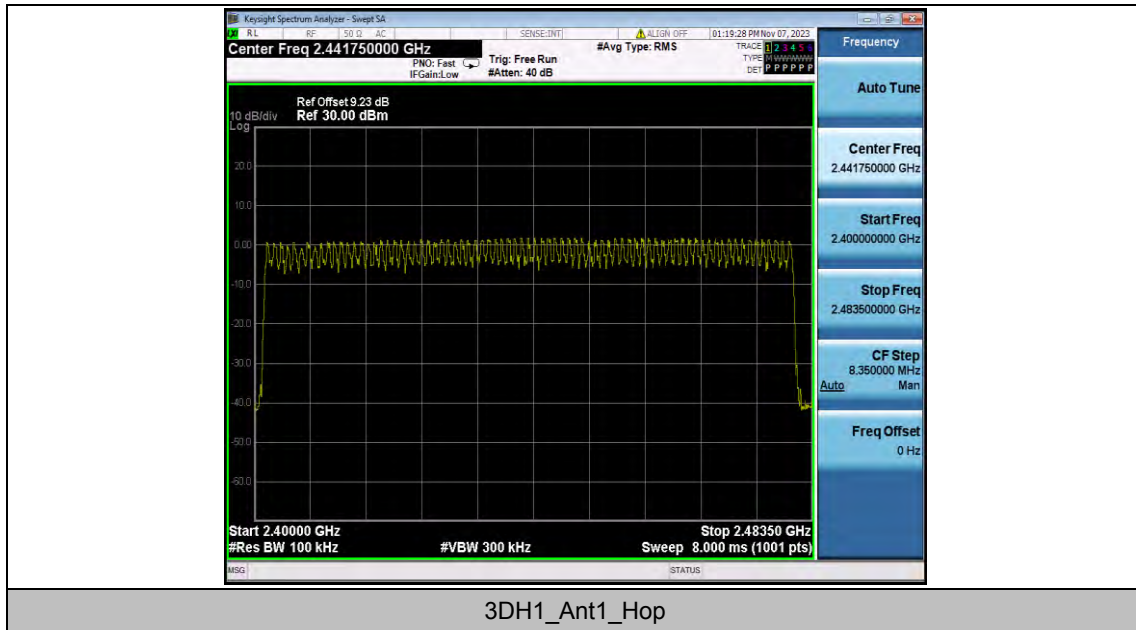 Keysight Spectrum Analyzer - Swept SA
RL RF 50 Ω AC SENSE:INT ALIGN OFF 01:19:28 PM Nov 07, 2023
Center Freq 2.441750000 GHz
#Avg Type: RMS
TRACE 1 2 3 4 5 6
PNO: Fast
Trig: Free Run
TYPE M WWWWW
IFGain:Low
#Atten: 40 dB
DET P P P P P P
Ref Offset 9.23 dB
10 dB/div Ref 30.00 dBm
Log
20.0
10.0
0.00
-10.0
-20.0
-30.0
-40.0
-50.0
-60.0
Start 2.40000 GHz Stop 2.48350 GHz
#Res BW 100 kHz #VBW 300 kHz Sweep 8.000 ms (1001 pts)
MSG STATUS
Frequency
Auto Tune
Center Freq
2.441750000 GHz
Start Freq
2.400000000 GHz
Stop Freq
2.483500000 GHz
CF Step
8.350000 MHz
Auto Man
Freq Offset
0 Hz
3DH1_Ant1_Hop